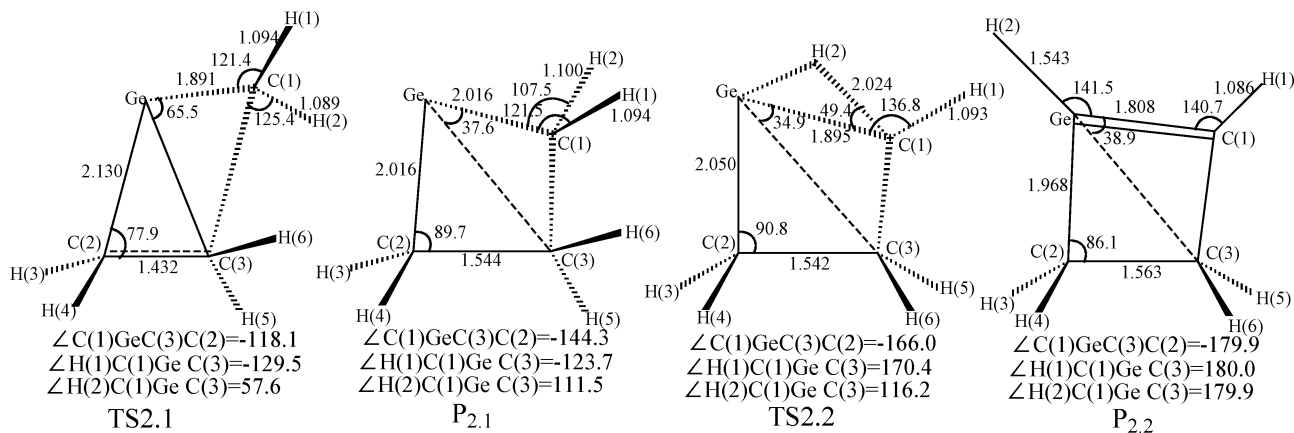 H(1)
1.094
121.4
1.891
C(1)
Ge
65.5
1.089
H(2)
125.4
2.130
77.9
C(2)
H(6)
H(3)
1.432
C(3)
H(4)
H(5)
∠C(1)GeC(3)C(2)=-118.1
∠H(1)C(1)Ge C(3)=-129.5
∠H(2)C(1)Ge C(3)=57.6
TS2.1
H(2)
1.100
107.5
H(1)
Ge
2.016
121.5
1.094
37.6
C(1)
2.016
89.7
H(6)
C(2)
H(3)
1.544
C(3)
H(4)
H(5)
∠C(1)GeC(3)C(2)=-144.3
∠H(1)C(1)Ge C(3)=-123.7
∠H(2)C(1)Ge C(3)=111.5
P2.1
H(2)
2.024
Ge
H(1)
49.4
136.8
34.9
1.093
1.895
C(1)
2.050
90.8
C(2)
C(3)
H(3)
1.542
H(5)
H(4)
H(6)
∠C(1)GeC(3)C(2)=-166.0
∠H(1)C(1)Ge C(3)=170.4
∠H(2)C(1)Ge C(3)=116.2
TS2.2
H(2)
1.543
H(1)
141.5
1.086
1.808
140.7
Ge
38.9
C(1)
1.968
86.1
C(2)
C(3)
H(3)
1.563
H(5)
H(4)
H(6)
∠C(1)GeC(3)C(2)=-179.9
∠H(1)C(1)Ge C(3)=180.0
∠H(2)C(1)Ge C(3)=179.9
P2.2